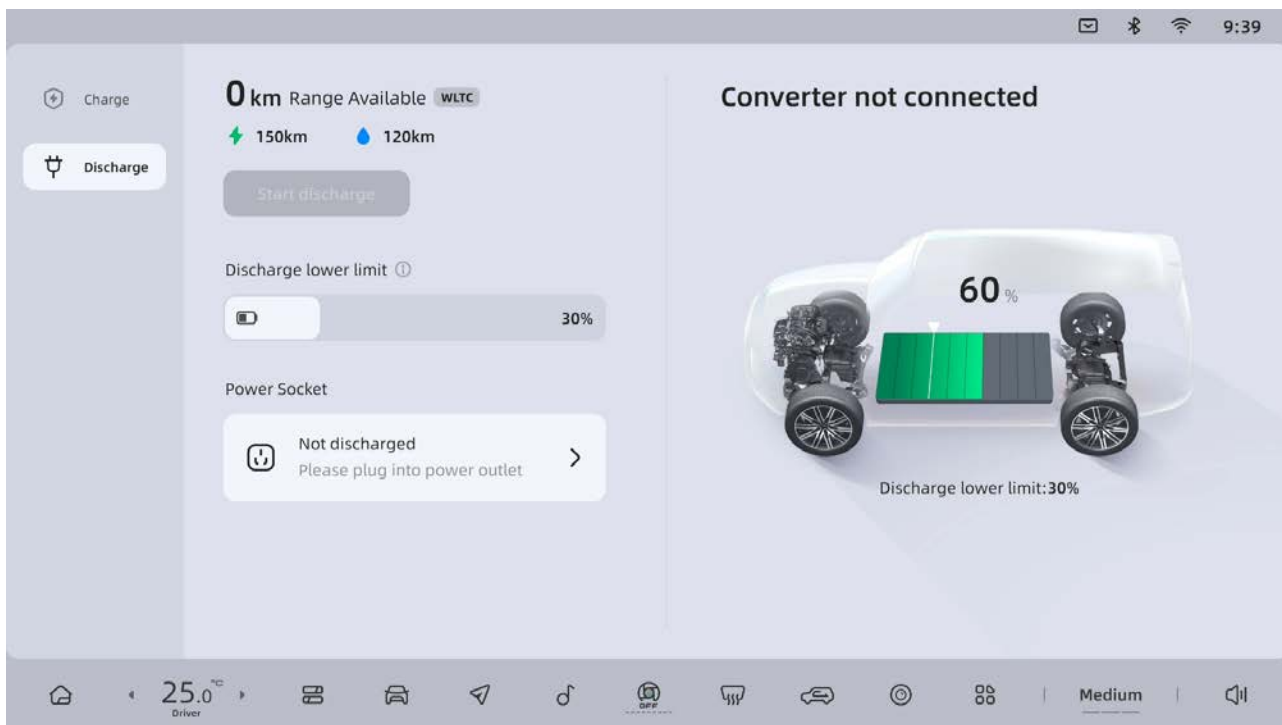 9:39
Charge
Discharge
0 km Range Available WLTC
150km 120km
Start discharge
Discharge lower limit
30%
Power Socket
Not discharged
Please plug into power outlet
Converter not connected
60 %
Discharge lower limit:30%
25.0 °C
Driver
OFF
Medium